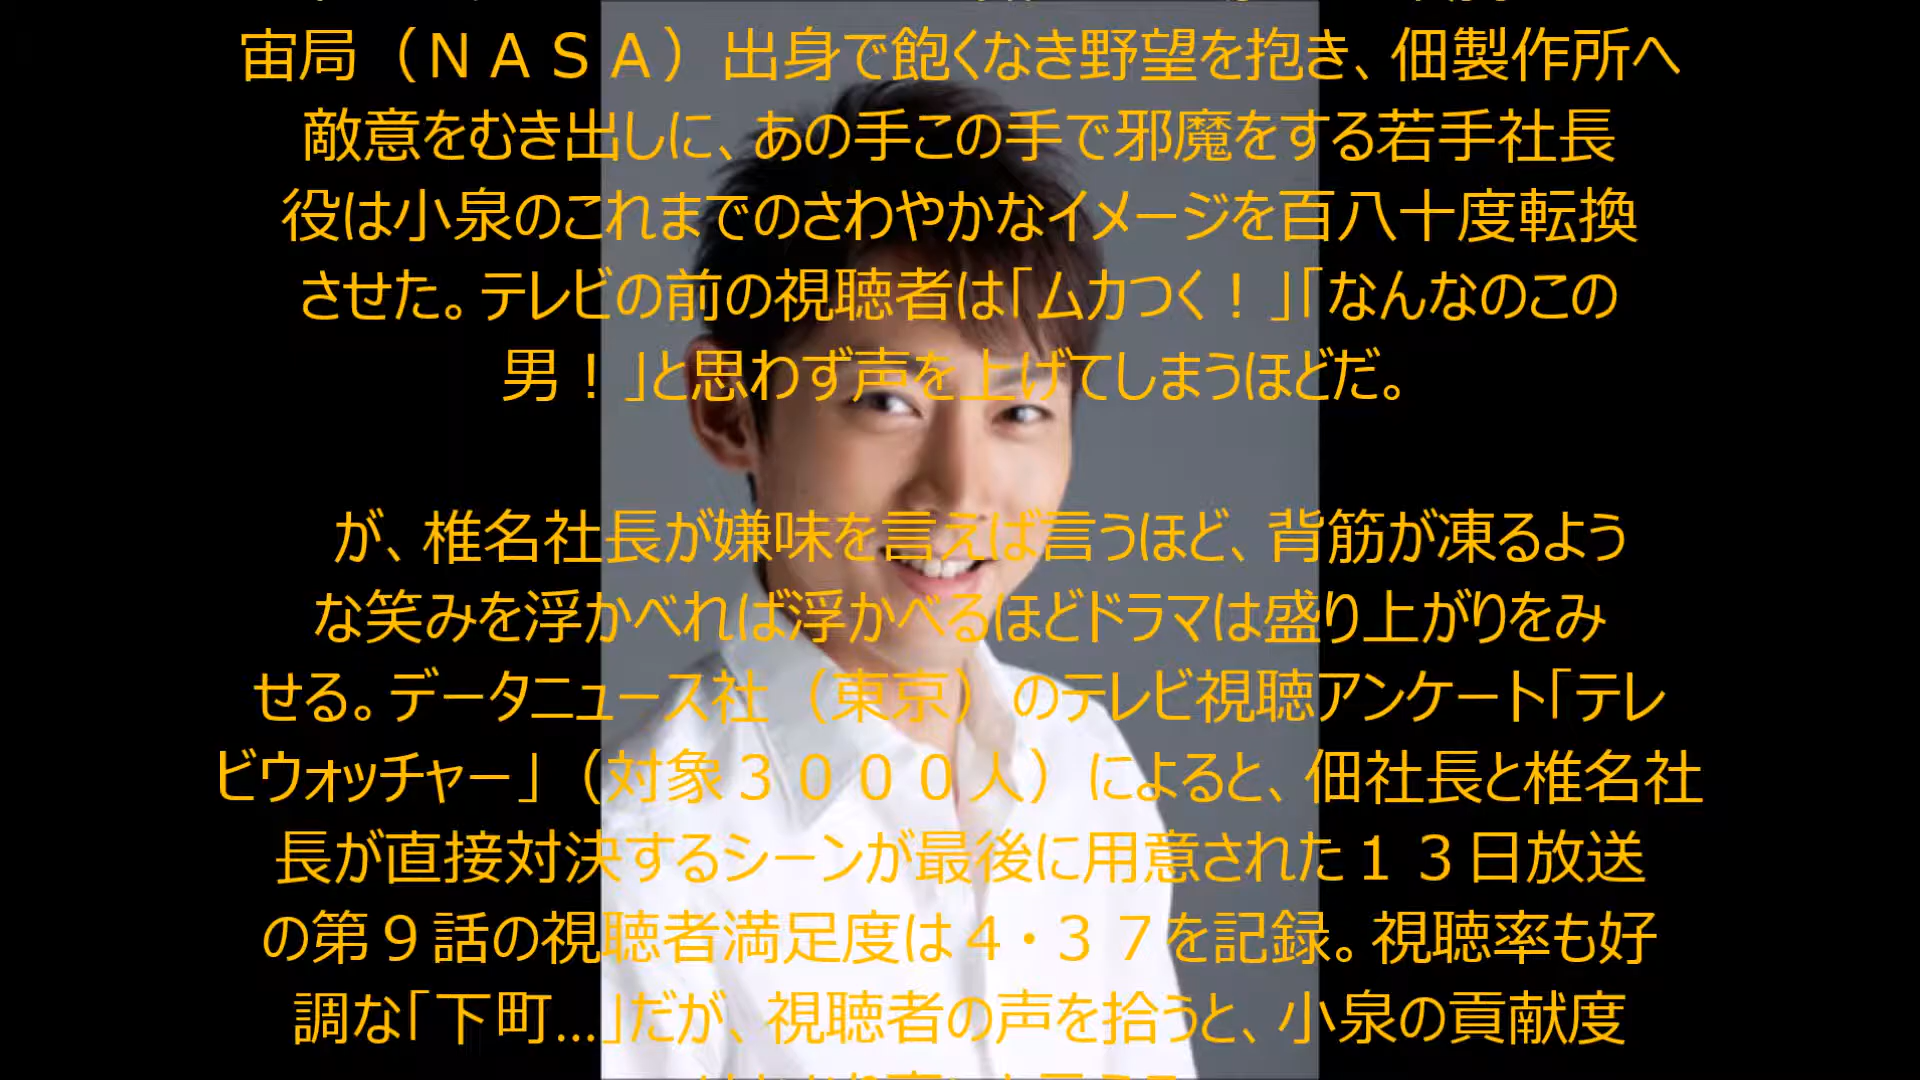 宙局（ＮＡＳＡ）出身で飽くなき野望を抱き、佃製作所へ
敵意をむき出しに、あの手この手で邪魔をする若手社長
役は小泉のこれまでのさわやかなイメージを百八十度転換
させた。テレビの前の視聴者は「ムカつく！」「なんなのこの
男！」と思わず声を上げてしまうほどだ。
が、椎名社長が嫌味を言えば言うほど、背筋が凍るよう
な笑みを浮かべれば浮かべるほどドラマは盛り上がりをみ
せる。データニュース社（東京）のテレビ視聴アンケート「テレ
ビウォッチャー」（対象３０００人）によると、佃社長と椎名社
長が直接対決するシーンが最後に用意された１３日放送
の第９話の視聴者満足度は４・３７を記録。視聴率も好
調な「下町…」だが、視聴者の声を拾うと、小泉の貢献度